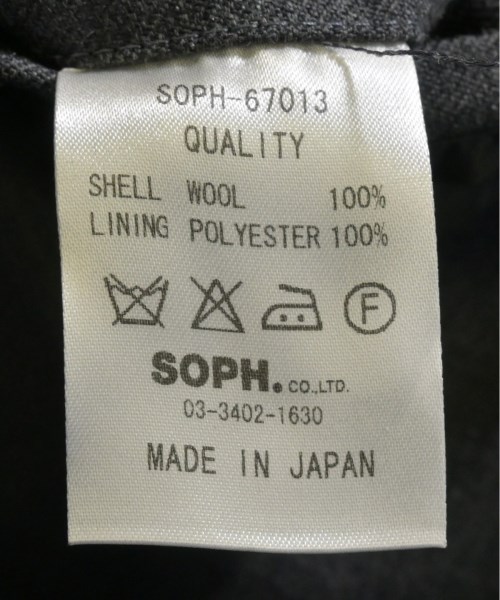 SOPH-67013
QUALITY
SHELL WOOL 100%
LINING POLYESTER 100%
F
SOPH. CO.,LTD.
03-3402-1630
MADE IN JAPAN